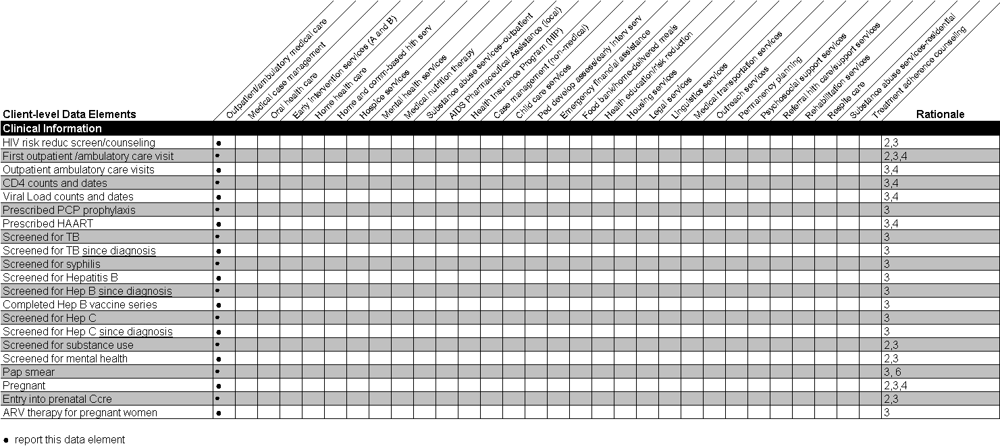 Outpatient/ambulatory medical care
Medical case management
Oral health care
Early Intervention services (A and B)
Home health care
Home and comm-based hlth serv
Hospice services
Mental health services
Medical nutrition therapy
Substance abuse services-outpatient
AIDS Pharmaceutical Assistance (local)
Health Insurance Program (HIP)
Case management (non-medical)
Child care services
Ped develop assess/early interv serv
Emergency financial assistance
Food bank/home-delivered meals
Health education/risk reduction
Housing services
Legal services
Linguistics services
Medical transportation services
Outreach services
Permanency planning
Psychosocial support services
Referral hlth care/support services
Rehabilitation services
Respite care
Substance abuse services-residential
Treatment adherence counseling
Client-level Data Elements Rationale
Clinical Information
HIV risk reduc screen/counseling ● 2,3
First outpatient /ambulatory care visit ● 2,3,4
Outpatient ambulatory care visits ● 3,4
CD4 counts and dates ● 3,4
Viral Load counts and dates ● 3,4
Prescribed PCP prophylaxis ● 3
Prescribed HAART ● 3,4
Screened for TB ● 3
Screened for TB since diagnosis ● 3
Screened for syphilis ● 3
Screened for Hepatitis B ● 3
Screened for Hep B since diagnosis ● 3
Completed Hep B vaccine series ● 3
Screened for Hep C ● 3
Screened for Hep C since diagnosis ● 3
Screened for substance use ● 2,3
Screened for mental health ● 2,3
Pap smear ● 3, 6
Pregnant ● 2,3,4
Entry into prenatal Ccre ● 2,3
ARV therapy for pregnant women ● 3
● report this data element